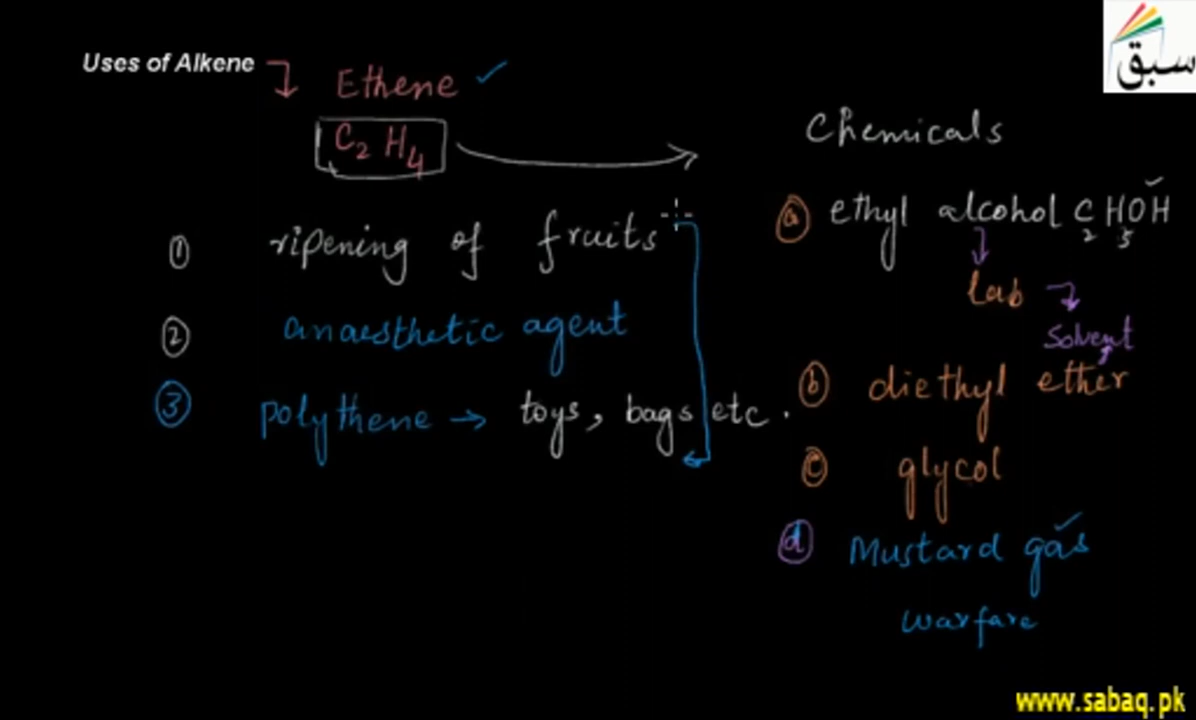 سبق
Uses of Alkene
Ethene
C₂H₄
① ripening of fruits
② anaesthetic agent
③ polythene → toys, bags etc.
Chemicals
ⓐ ethyl alcohol C₂H₅OH
Lab
Solvent
ⓑ diethyl ether
ⓒ glycol
ⓓ Mustard gas
warfare
www.sabaq.pk